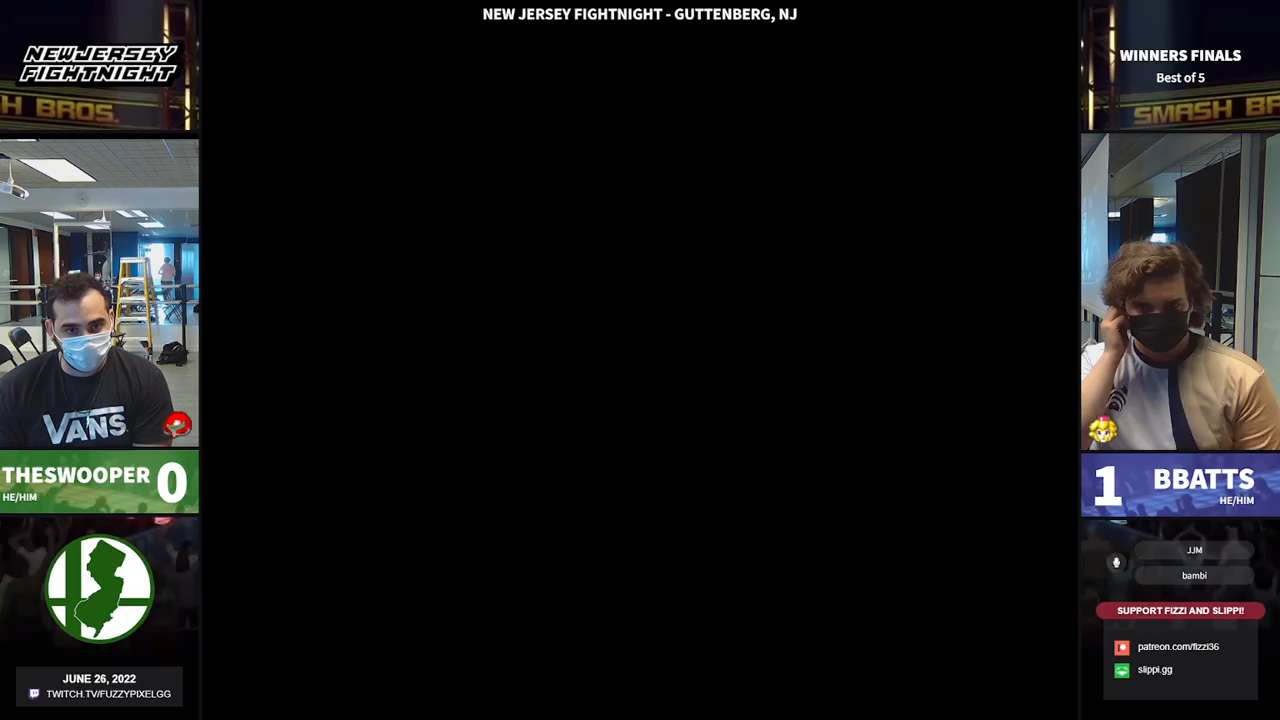 NEW JERSEY FIGHTNIGHT - GUTTENBERG, NJ
NEW JERSEY
FIGHTNIGHT
H BROS.
WINNERS FINALS
Best of 5
SMASH BR
VANS
THESWOOPER 0
HE/HIM
1 BBATTS
HE/HIM
JJM
bambi
SUPPORT FIZZI AND SLIPPI!
patreon.com/fizzi36
slippi.gg
JUNE 26, 2022
TWITCH.TV/FUZZYPIXELGG